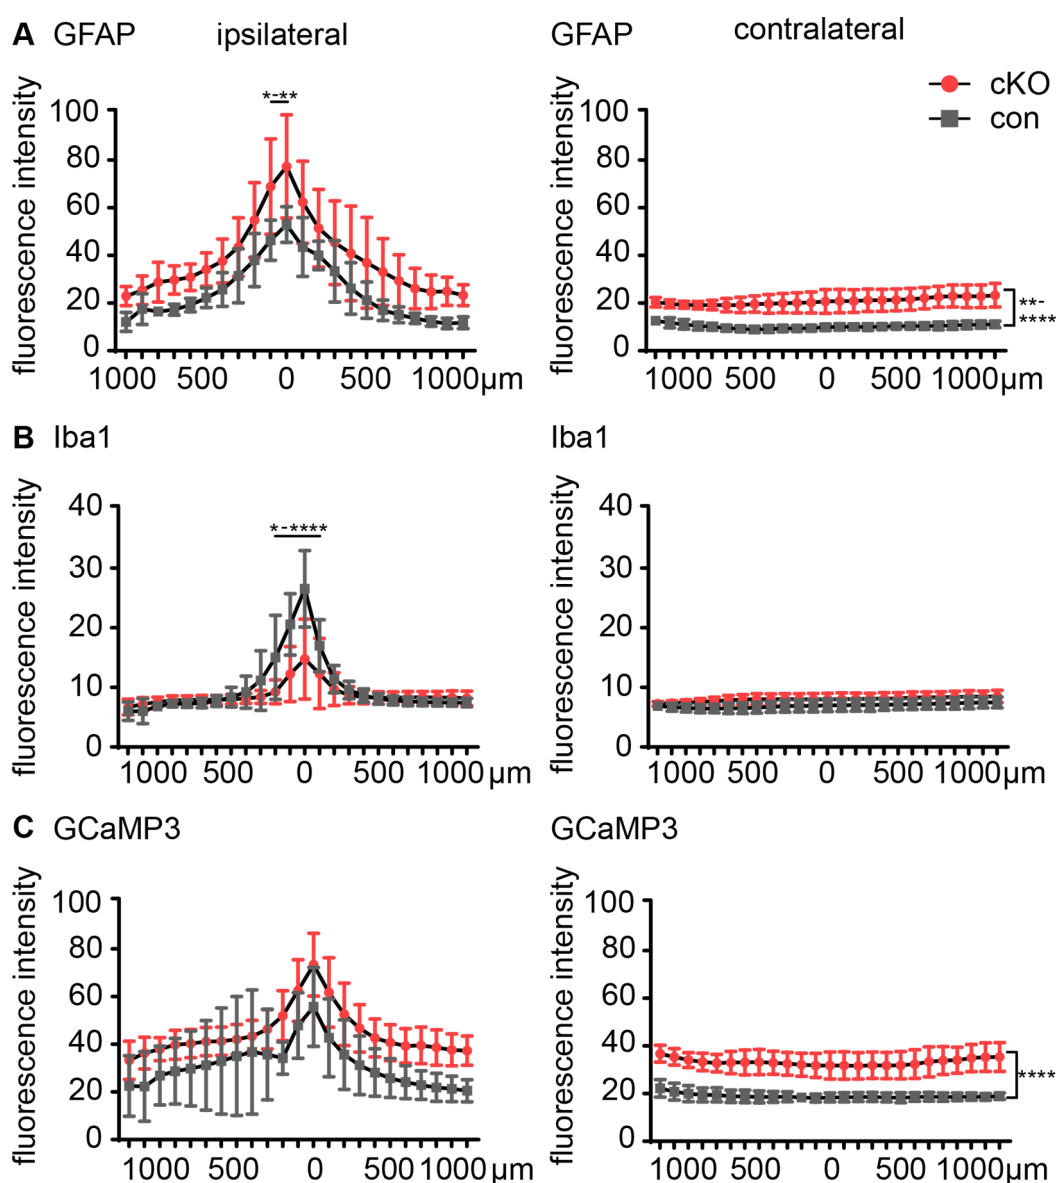 A GFAP ipsilateral
GFAP contralateral
cKO
con
fluorescence intensity
100
80
60
40
20
0
*-**
1000 500 0 500 1000µm
fluorescence intensity
100
80
60
40
20
0
**-
****
1000 500 0 500 1000µm
B Iba1
Iba1
fluorescence intensity
40
30
20
10
0
*-****
1000 500 0 500 1000µm
fluorescence intensity
40
30
20
10
0
1000 500 0 500 1000µm
C GCaMP3
GCaMP3
fluorescence intensity
100
80
60
40
20
0
1000 500 0 500 1000 µm
fluorescence intensity
100
80
60
40
20
0
****
1000 500 0 500 1000µm